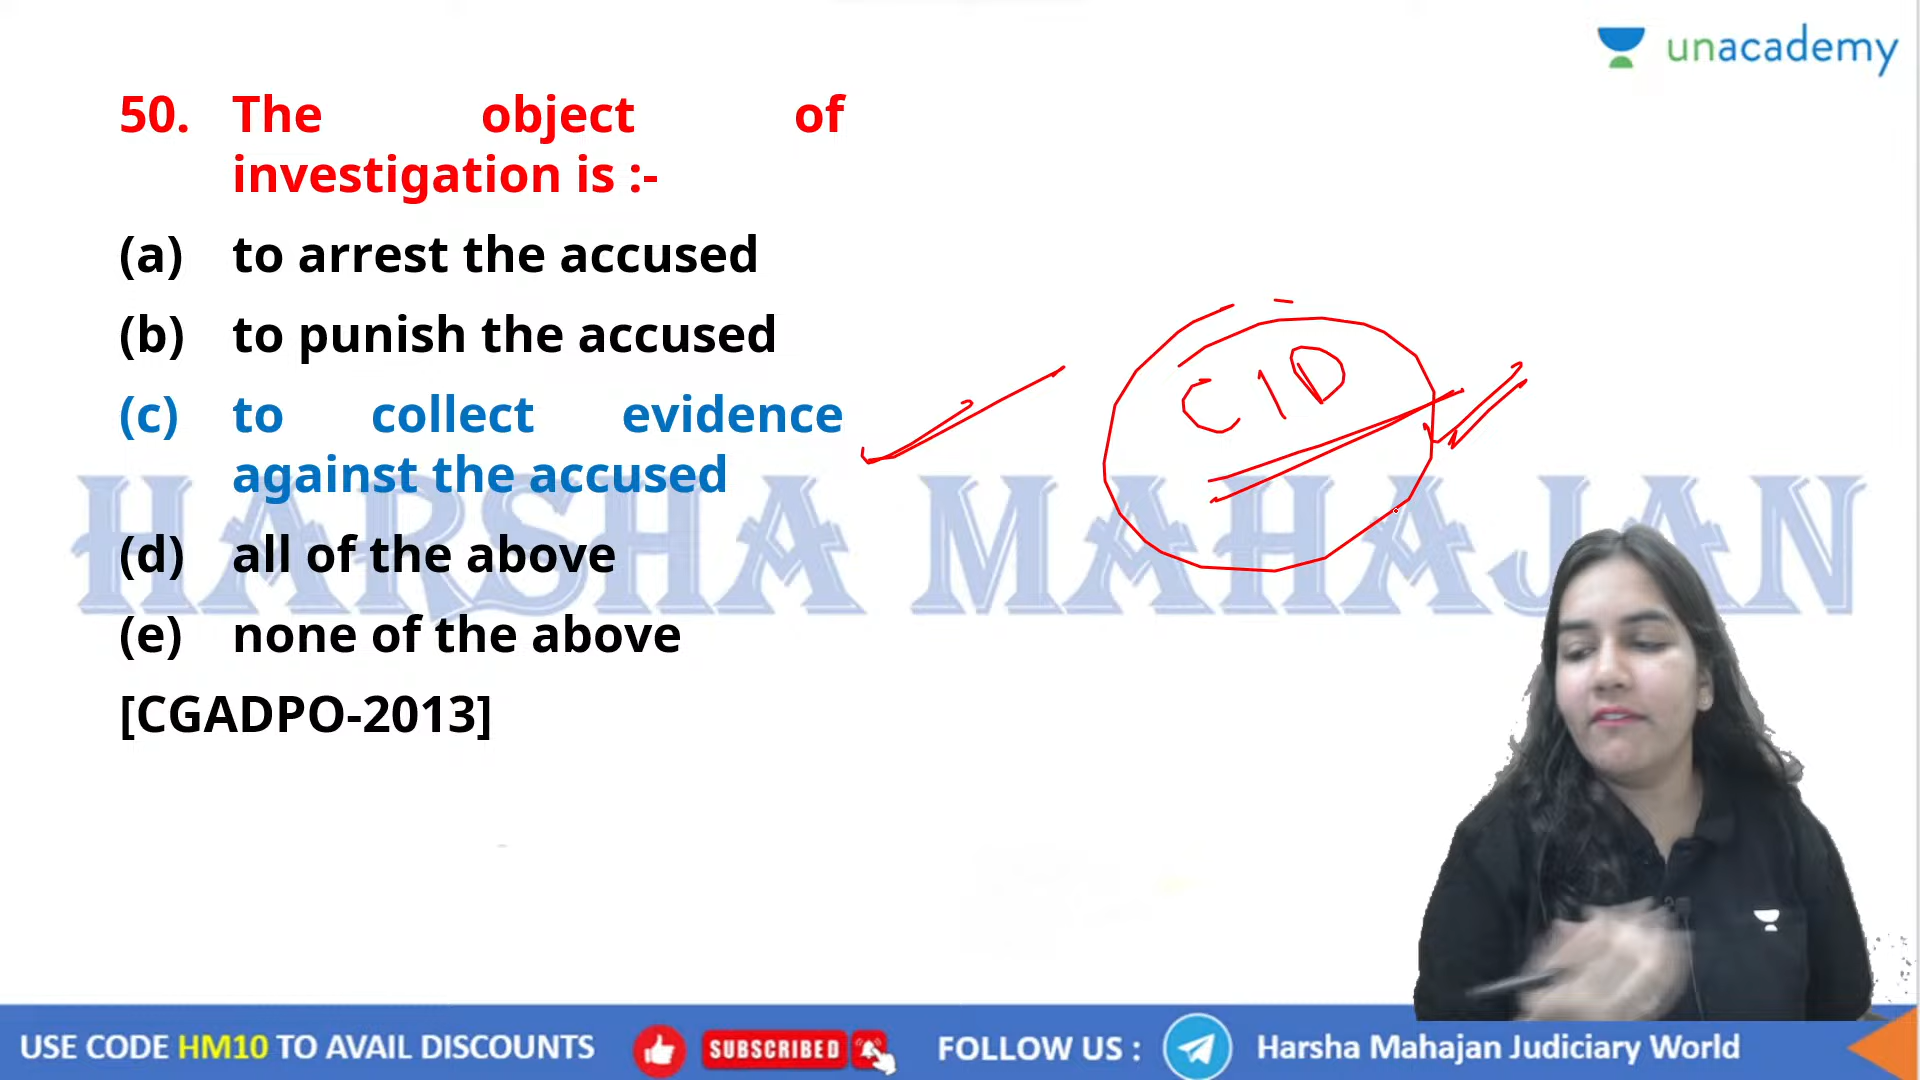 unacademy
50. The object of
investigation is :-
(a) to arrest the accused
(b) to punish the accused
(c) to collect evidence
against the accused
(d) all of the above
(e) none of the above
[CGADPO-2013]
CID
HARSHA MAHAJAN
USE CODE HM10 TO AVAIL DISCOUNTS
SUBSCRIBED
FOLLOW US :
Harsha Mahajan Judiciary World